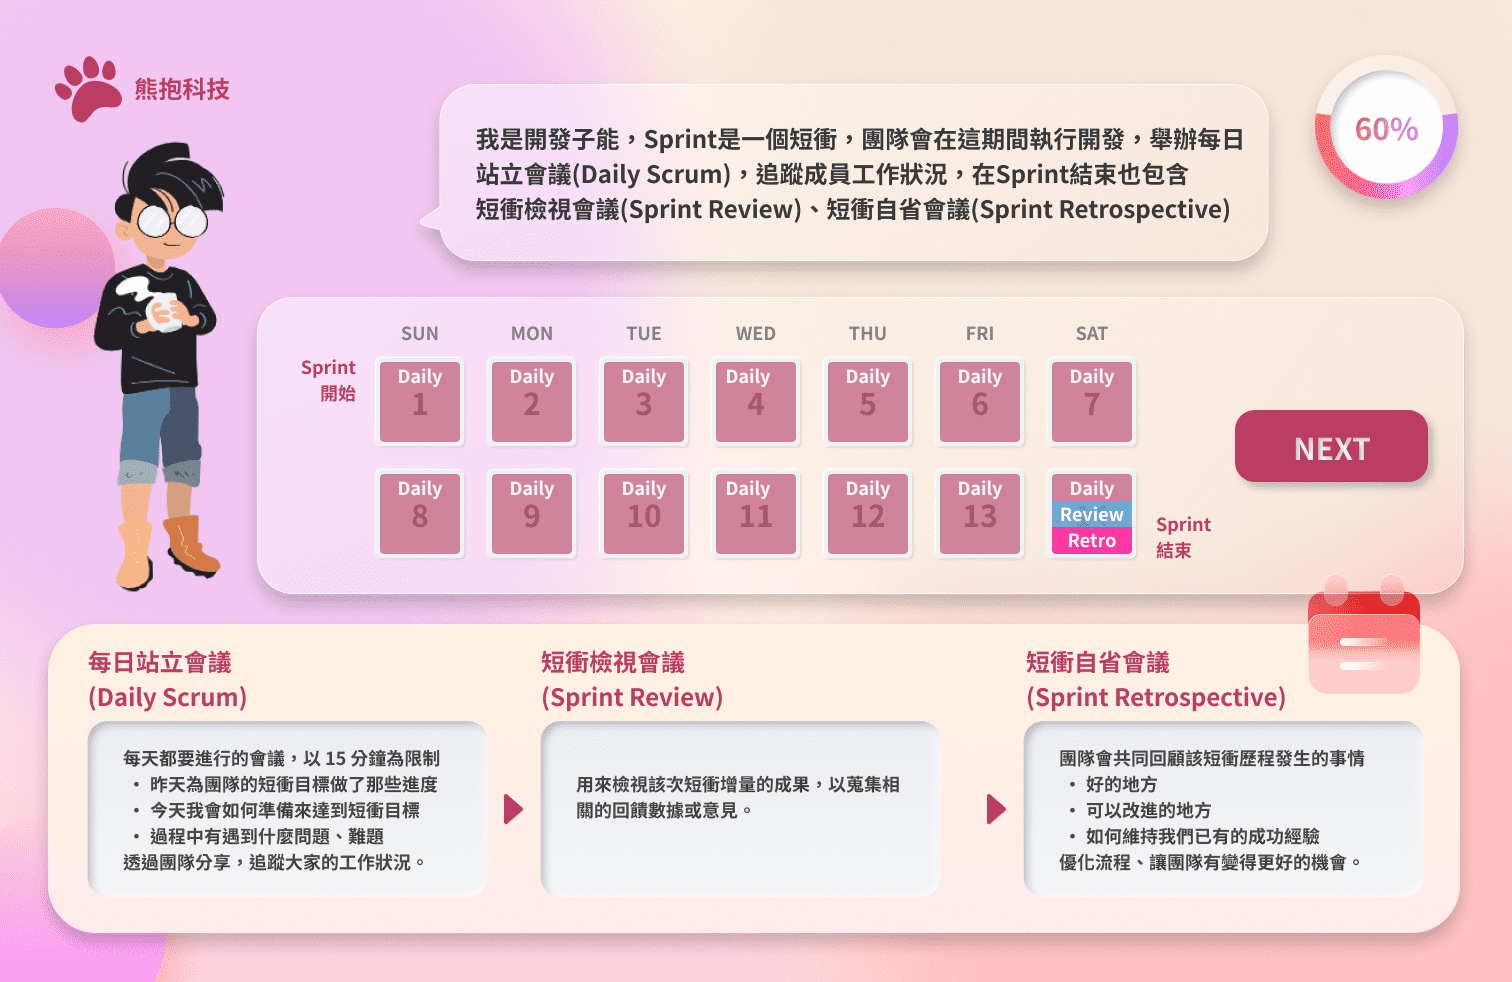 熊抱科技
我是開發子能，Sprint是一個短衝，團隊會在這期間執行開發，舉辦每日
站立會議(Daily Scrum)，追蹤成員工作狀況，在Sprint結束也包含
短衝檢視會議(Sprint Review)、短衝自省會議(Sprint Retrospective)
60%
SUN MON TUE WED THU FRI SAT
Sprint
開始
Daily Daily Daily Daily Daily Daily Daily
1 2 3 4 5 6 7
NEXT
Daily Daily Daily Daily Daily Daily Daily
8 9 10 11 12 13
Review
Retro
Sprint
結束
每日站立會議
(Daily Scrum)
每天都要進行的會議，以 15 分鐘為限制
• 昨天為團隊的短衝目標做了那些進度
• 今天我會如何準備來達到短衝目標
• 過程中有遇到什麼問題、難題
透過團隊分享，追蹤大家的工作狀況。
短衝檢視會議
(Sprint Review)
用來檢視該次短衝增量的成果，以蒐集相
關的回饋數據或意見。
短衝自省會議
(Sprint Retrospective)
團隊會共同回顧該短衝歷程發生的事情
• 好的地方
• 可以改進的地方
• 如何維持我們已有的成功經驗
優化流程、讓團隊有變得更好的機會。